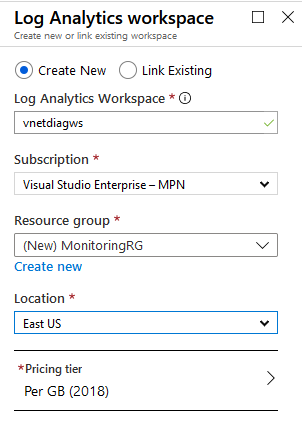 Log Analytics workspace
Create new or link existing workspace
Create New Link Existing
Log Analytics Workspace *
vnetdiagws
Subscription *
Visual Studio Enterprise – MPN
Resource group *
(New) MonitoringRG
Create new
Location *
East US
*Pricing tier
Per GB (2018)